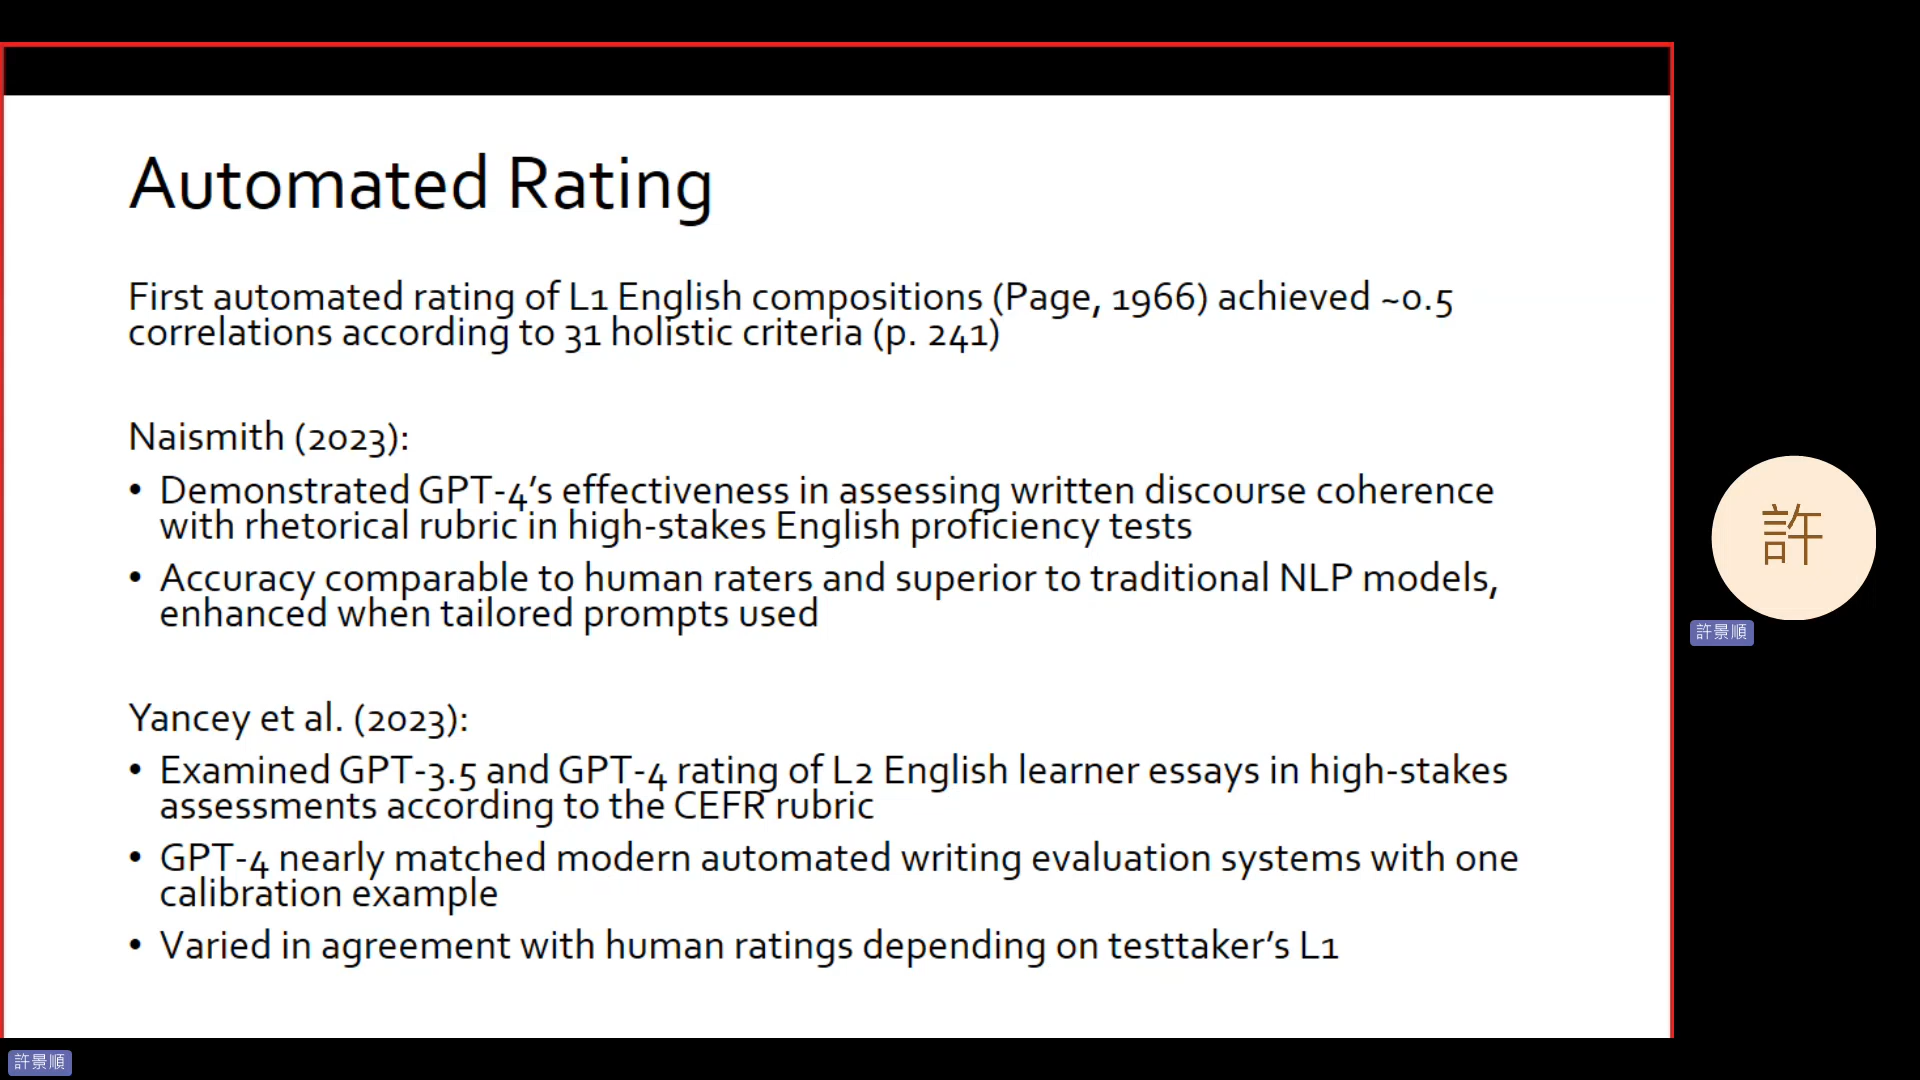 Automated Rating
First automated rating of L1 English compositions (Page, 1966) achieved ~0.5
correlations according to 31 holistic criteria (p. 241)
Naismith (2023):
• Demonstrated GPT-4’s effectiveness in assessing written discourse coherence
with rhetorical rubric in high-stakes English proficiency tests
• Accuracy comparable to human raters and superior to traditional NLP models,
enhanced when tailored prompts used
Yancey et al. (2023):
• Examined GPT-3.5 and GPT-4 rating of L2 English learner essays in high-stakes
assessments according to the CEFR rubric
• GPT-4 nearly matched modern automated writing evaluation systems with one
calibration example
• Varied in agreement with human ratings depending on testtaker’s L1
許
許景順
許景順